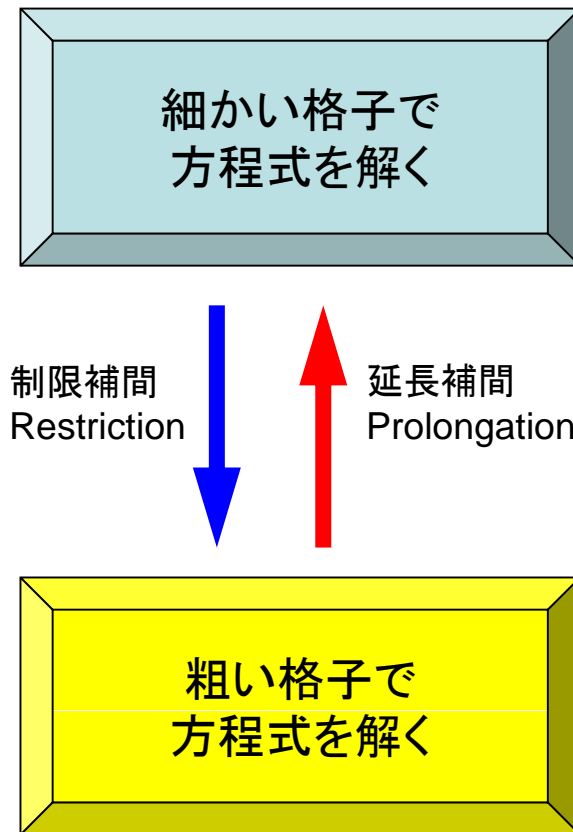 細かい格子で
方程式を解く
制限補間
Restriction
延長補間
Prolongation
粗い格子で
方程式を解く